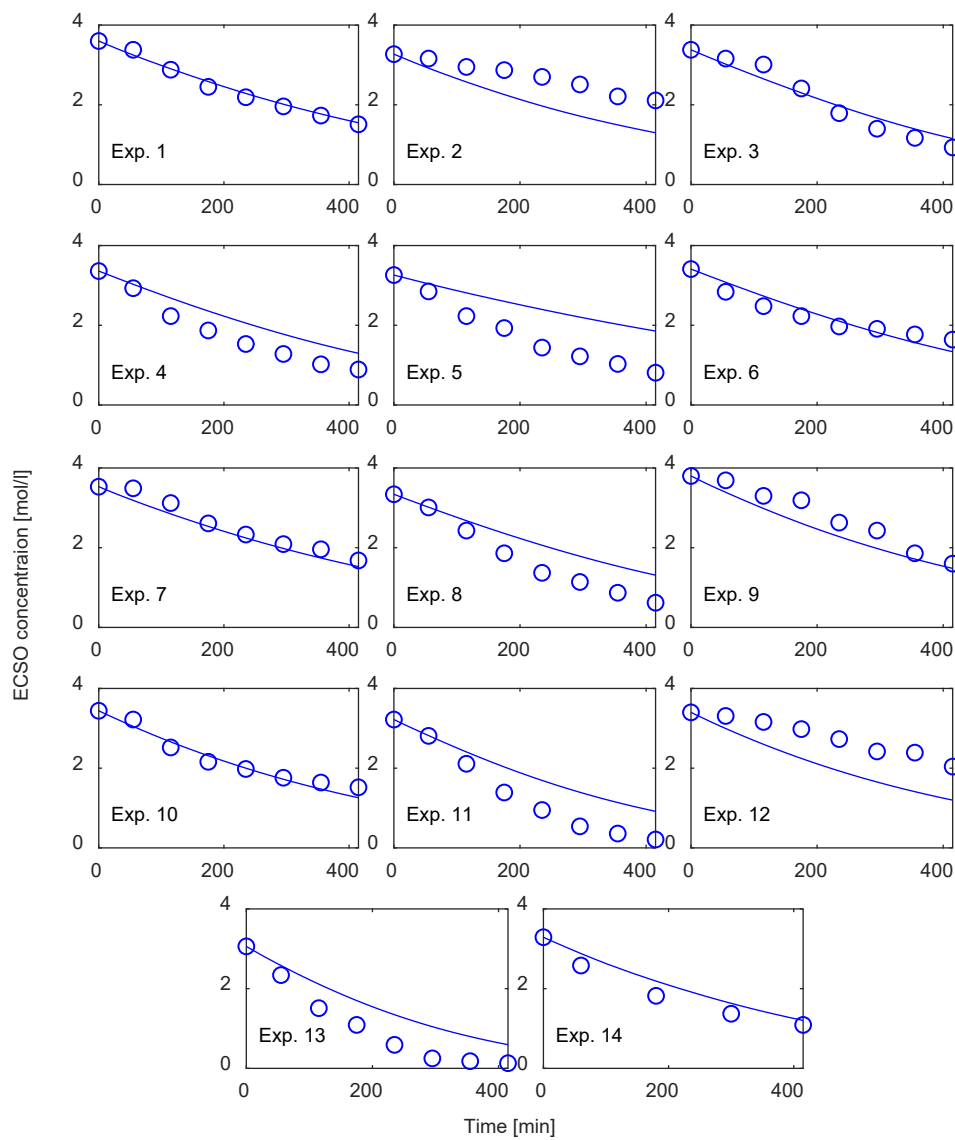 4 4 4
2 2 2
Exp. 1 Exp. 2 Exp. 3
0 0 0
0 200 400 0 200 400 0 200 400
4 4 4
2 2 2
Exp. 4 Exp. 5 Exp. 6
0 0 0
0 200 400 0 200 400 0 200 400
ECSO concentration [mol/l]
4 4 4
2 2 2
Exp. 7 Exp. 8 Exp. 9
0 0 0
0 200 400 0 200 400 0 200 400
4 4 4
2 2 2
Exp. 10 Exp. 11 Exp. 12
0 0 0
0 200 400 0 200 400 0 200 400
4 4
2 2
Exp. 13 Exp. 14
0 0
0 200 400 0 200 400
Time [min]